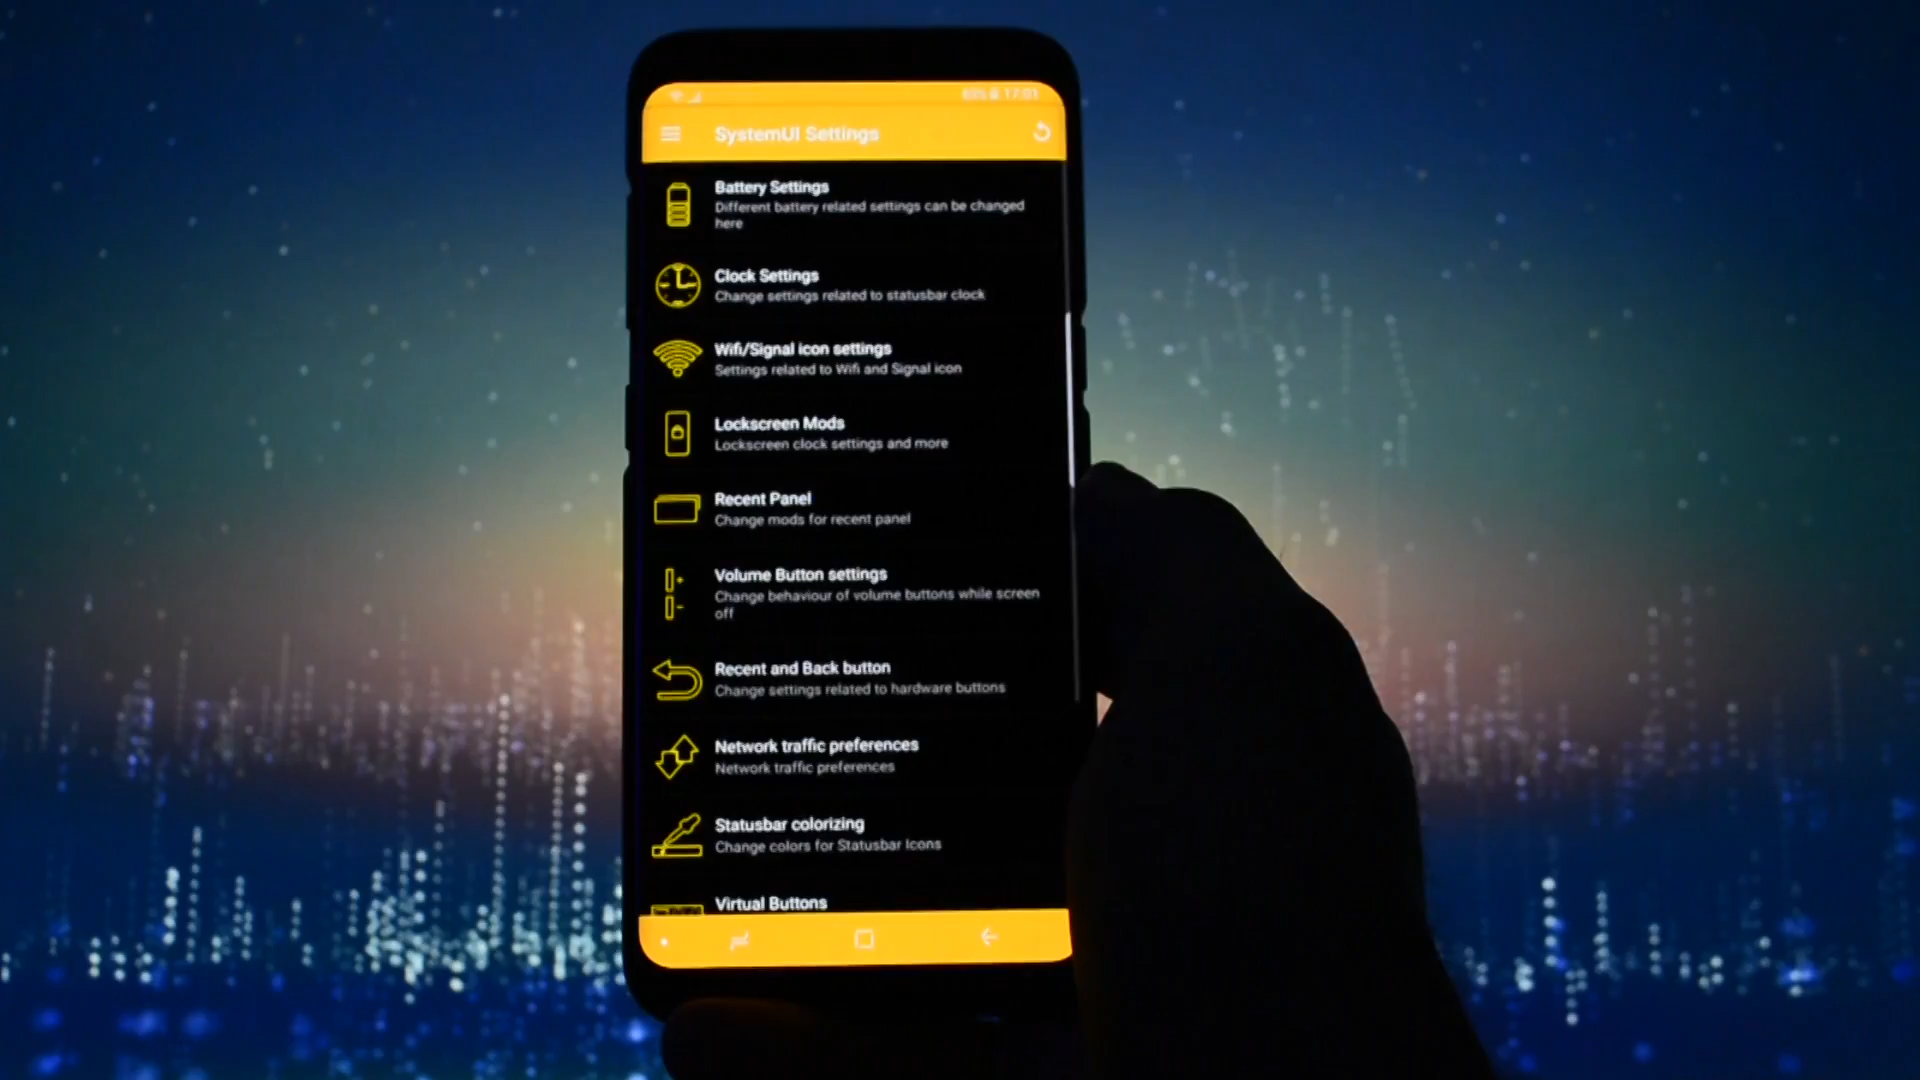 17:01
SystemUI Settings
Battery Settings
Different battery related settings can be changed
here
Clock Settings
Change settings related to statusbar clock
Wifi/Signal icon settings
Settings related to Wifi and Signal icon
Lockscreen Mods
Lockscreen clock settings and more
Recent Panel
Change mods for recent panel
Volume Button settings
Change behaviour of volume buttons while screen
off
Recent and Back button
Change settings related to hardware buttons
Network traffic preferences
Network traffic preferences
Statusbar colorizing
Change colors for Statusbar Icons
Virtual Buttons